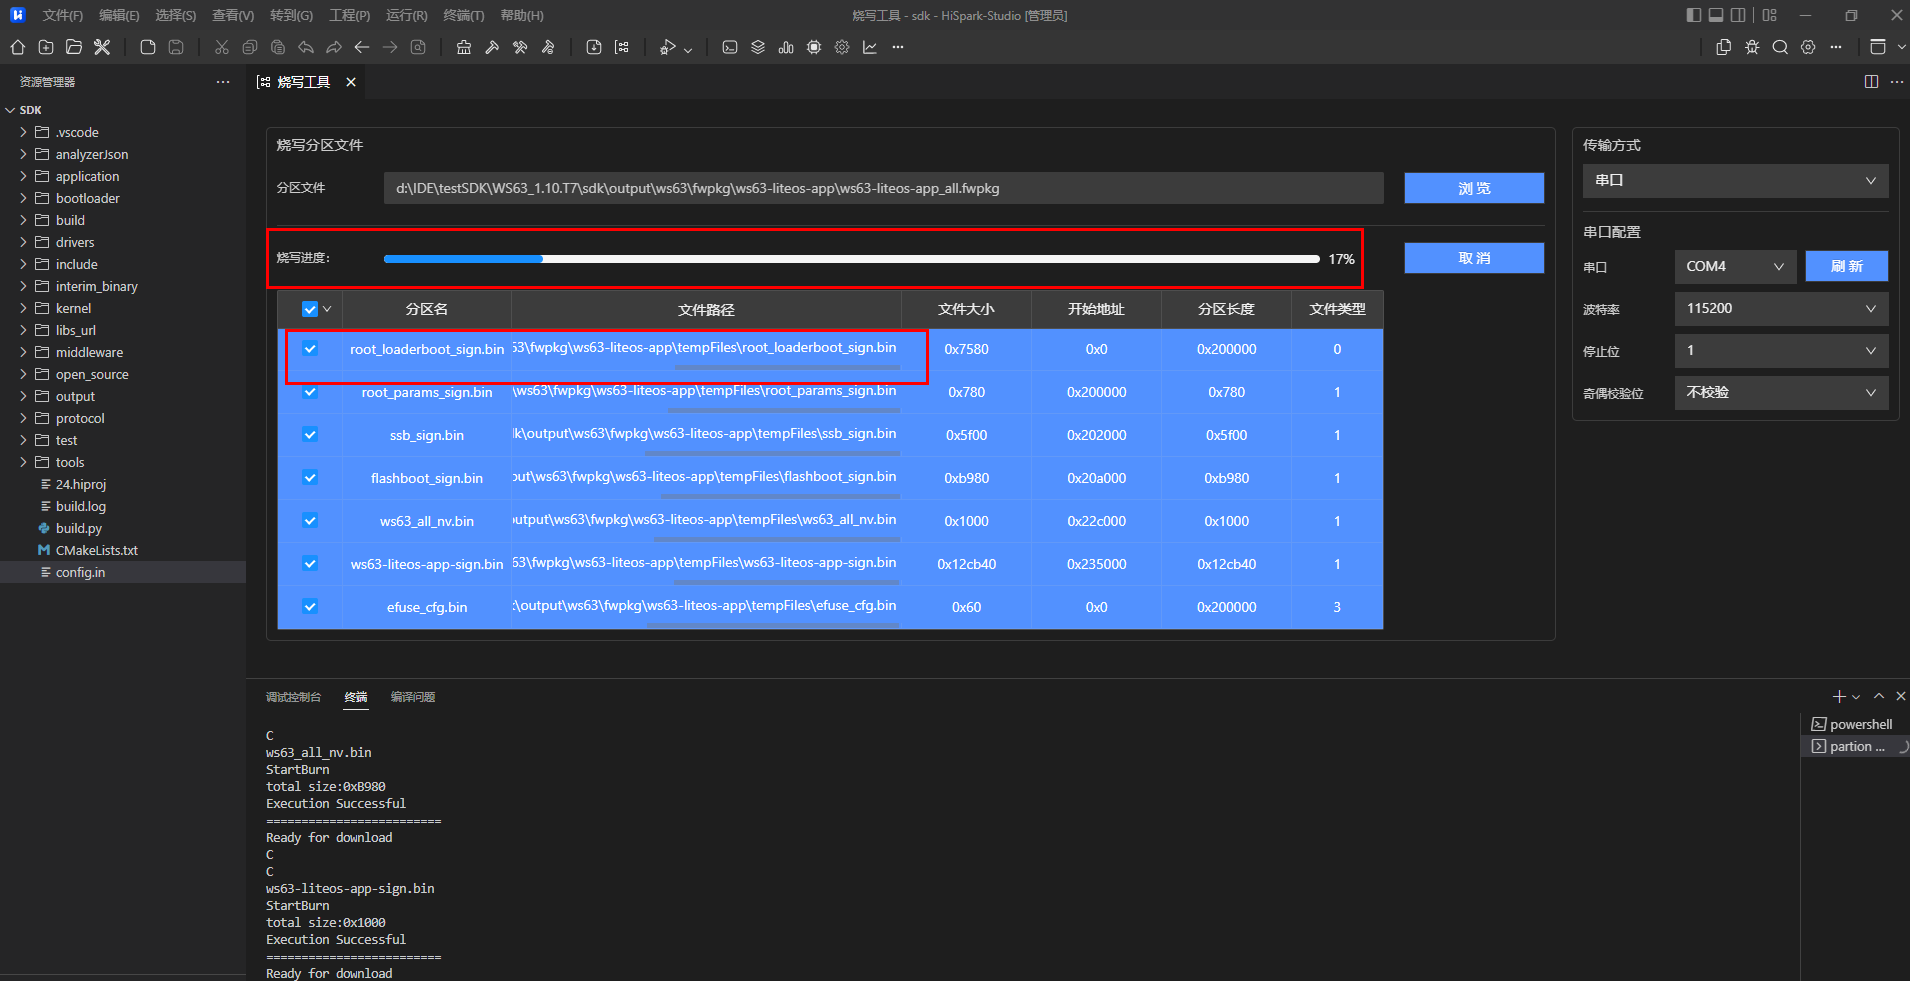 文件(F) 编辑(E) 选择(S) 查看(V) 转到(G) 工程(P) 运行(R) 终端(T) 帮助(H) 烧写工具 - sdk - HiSpark-Studio [管理员]
资源管理器
SDK
.vscode
analyzerJson
application
bootloader
build
drivers
include
interim_binary
kernel
libs_url
middleware
open_source
output
protocol
test
tools
24.hiproj
build.log
build.py
CMakeLists.txt
config.in
烧写工具
烧写分区文件
分区文件 d:\IDE\testSDK\WS63_1.10.T7\sdk\output\ws63\fwpkg\ws63-liteos-app\ws63-liteos-app_all.fwpkg 浏 览
烧写进度: 17% 取 消
分区名 文件路径 文件大小 开始地址 分区长度 文件类型
root_loaderboot_sign.bin 63\fwpkg\ws63-liteos-app\tempFiles\root_loaderboot_sign.bin 0x7580 0x0 0x200000 0
root_params_sign.bin \ws63\fwpkg\ws63-liteos-app\tempFiles\root_params_sign.bin 0x780 0x200000 0x780 1
ssb_sign.bin lk\output\ws63\fwpkg\ws63-liteos-app\tempFiles\ssb_sign.bin 0x5f00 0x202000 0x5f00 1
flashboot_sign.bin out\ws63\fwpkg\ws63-liteos-app\tempFiles\flashboot_sign.bin 0xb980 0x20a000 0xb980 1
ws63_all_nv.bin utput\ws63\fwpkg\ws63-liteos-app\tempFiles\ws63_all_nv.bin 0x1000 0x22c000 0x1000 1
ws63-liteos-app-sign.bin 63\fwpkg\ws63-liteos-app\tempFiles\ws63-liteos-app-sign.bin 0x12cb40 0x235000 0x12cb40 1
efuse_cfg.bin :\output\ws63\fwpkg\ws63-liteos-app\tempFiles\efuse_cfg.bin 0x60 0x0 0x200000 3
传输方式
串口
串口配置
串口 COM4 刷 新
波特率 115200
停止位 1
奇偶校验位 不校验
调试控制台 终端 编译问题
C
ws63_all_nv.bin
StartBurn
total size:0xB980
Execution Successful
=========================
Ready for download
C
C
ws63-liteos-app-sign.bin
StartBurn
total size:0x1000
Execution Successful
=========================
Ready for download
powershell
partion ...